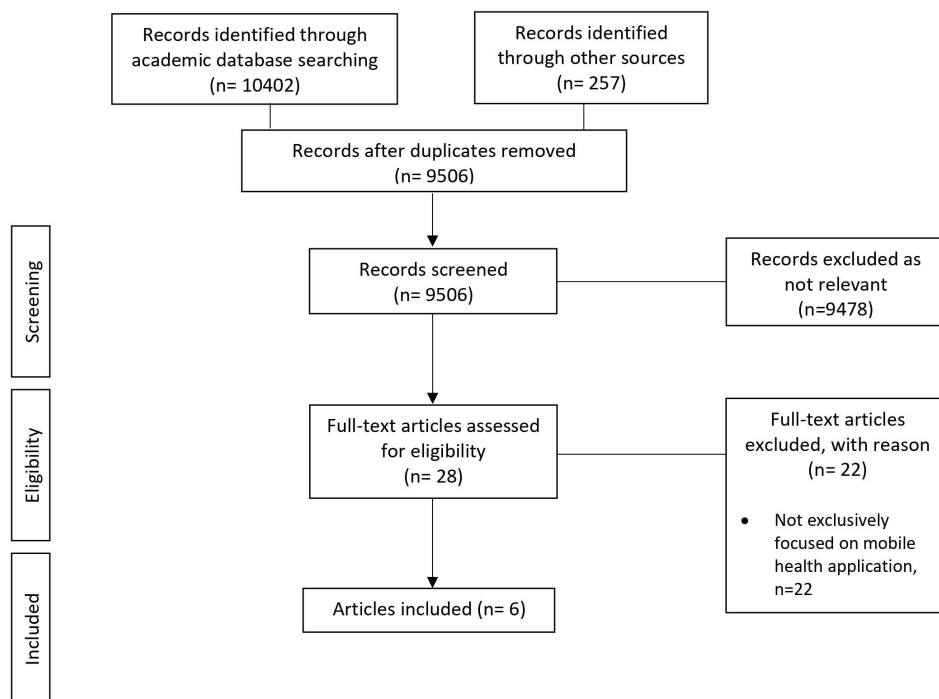 Records identified through
academic database searching
(n= 10402)
Records identified
through other sources
(n= 257)
Records after duplicates removed
(n= 9506)
Screening
Records screened
(n= 9506)
Records excluded as
not relevant
(n=9478)
Eligibility
Full-text articles assessed
for eligibility
(n= 28)
Full-text articles
excluded, with reason
(n= 22)
• Not exclusively
focused on mobile
health application,
n=22
Included
Articles included (n= 6)